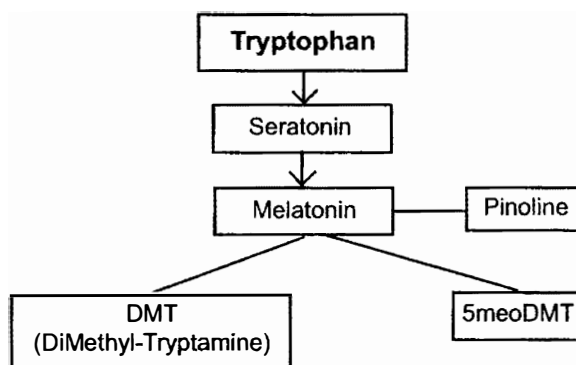 Tryptophan
Seratonin
Melatonin
Pinoline
DMT
(DiMethyl-Tryptamine)
5meoDMT